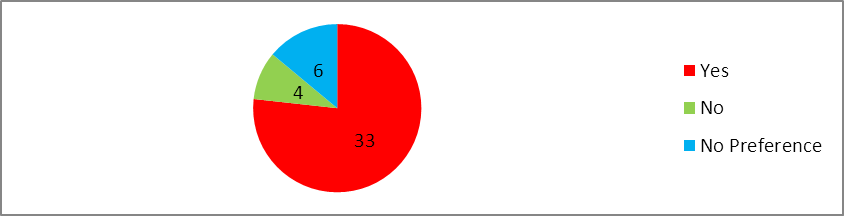 6
4
33
Yes
No
No Preference